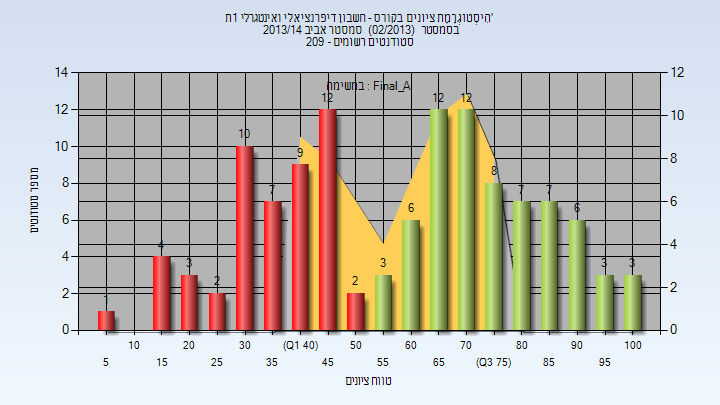 הִיסְטוֹגְרָמַת ציונים בקורס - חשבון דיפרנציאלי ואינטגרלי 1ת'
בסמסטר (02/2013) סמסטר אביב 2013/14
סטודנטים רשומים - 209
במשימה : Final_A
14 12 10 8 6 4 2 0
מספר סטודנטים
12 10 8 6 4 2 0
1 4 3 2 10 7 9 12 2 3 6 12 12 8 7 7 6 3 3
10 20 30 (Q1 40) 50 60 70 80 90 100
5 15 25 35 45 55 65 (Q3 75) 85 95
טווח ציונים